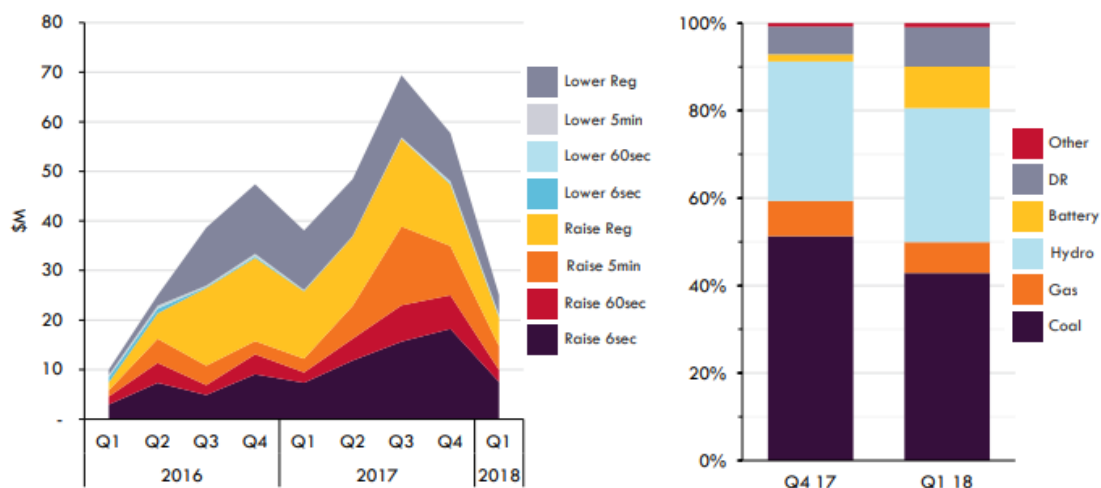 $M
80
70
60
50
40
30
20
10
-
Q1 Q2 Q3 Q4 Q1 Q2 Q3 Q4 Q1
2016 2017 2018
Lower Reg
Lower 5min
Lower 60sec
Lower 6sec
Raise Reg
Raise 5min
Raise 60sec
Raise 6sec
100%
80%
60%
40%
20%
0%
Q4 17 Q1 18
Other
DR
Battery
Hydro
Gas
Coal